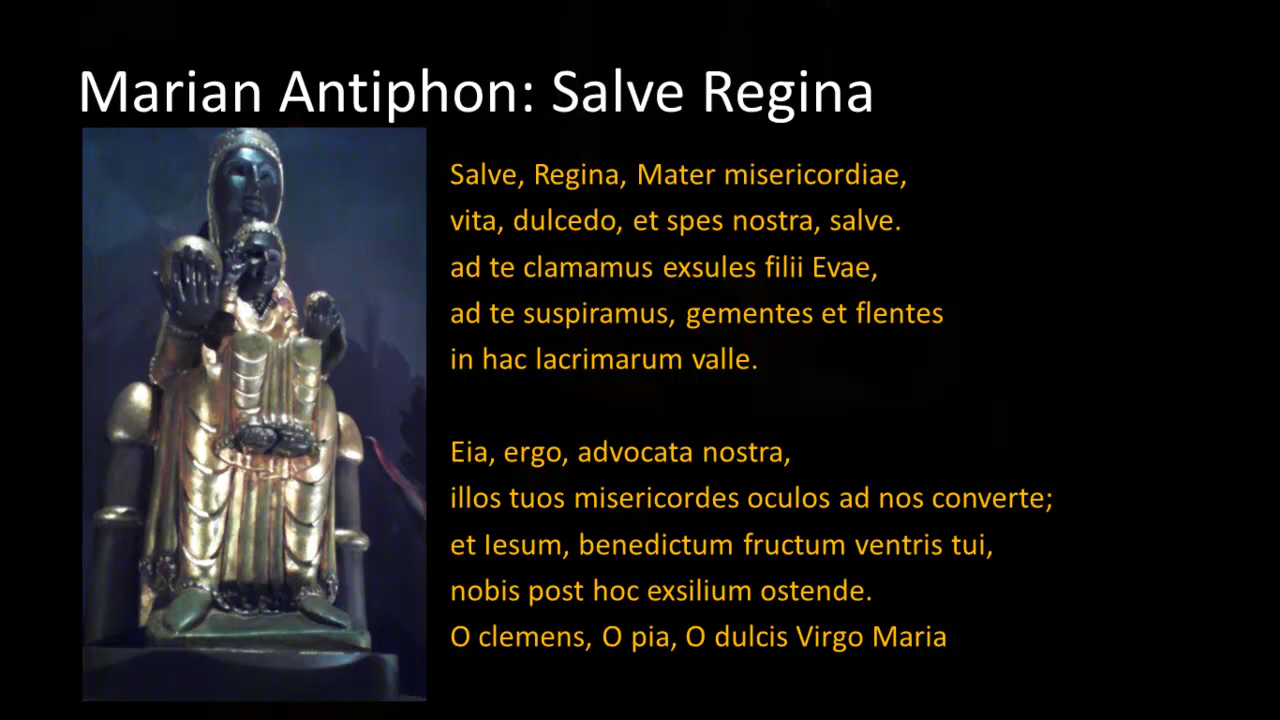 Marian Antiphon: Salve Regina
Salve, Regina, Mater misericordiae,
vita, dulcedo, et spes nostra, salve.
ad te clamamus exsules filii Evae,
ad te suspiramus, gementes et flentes
in hac lacrimarum valle.
Eia, ergo, advocata nostra,
illos tuos misericordes oculos ad nos converte;
et Iesum, benedictum fructum ventris tui,
nobis post hoc exsilium ostende.
O clemens, O pia, O dulcis Virgo Maria